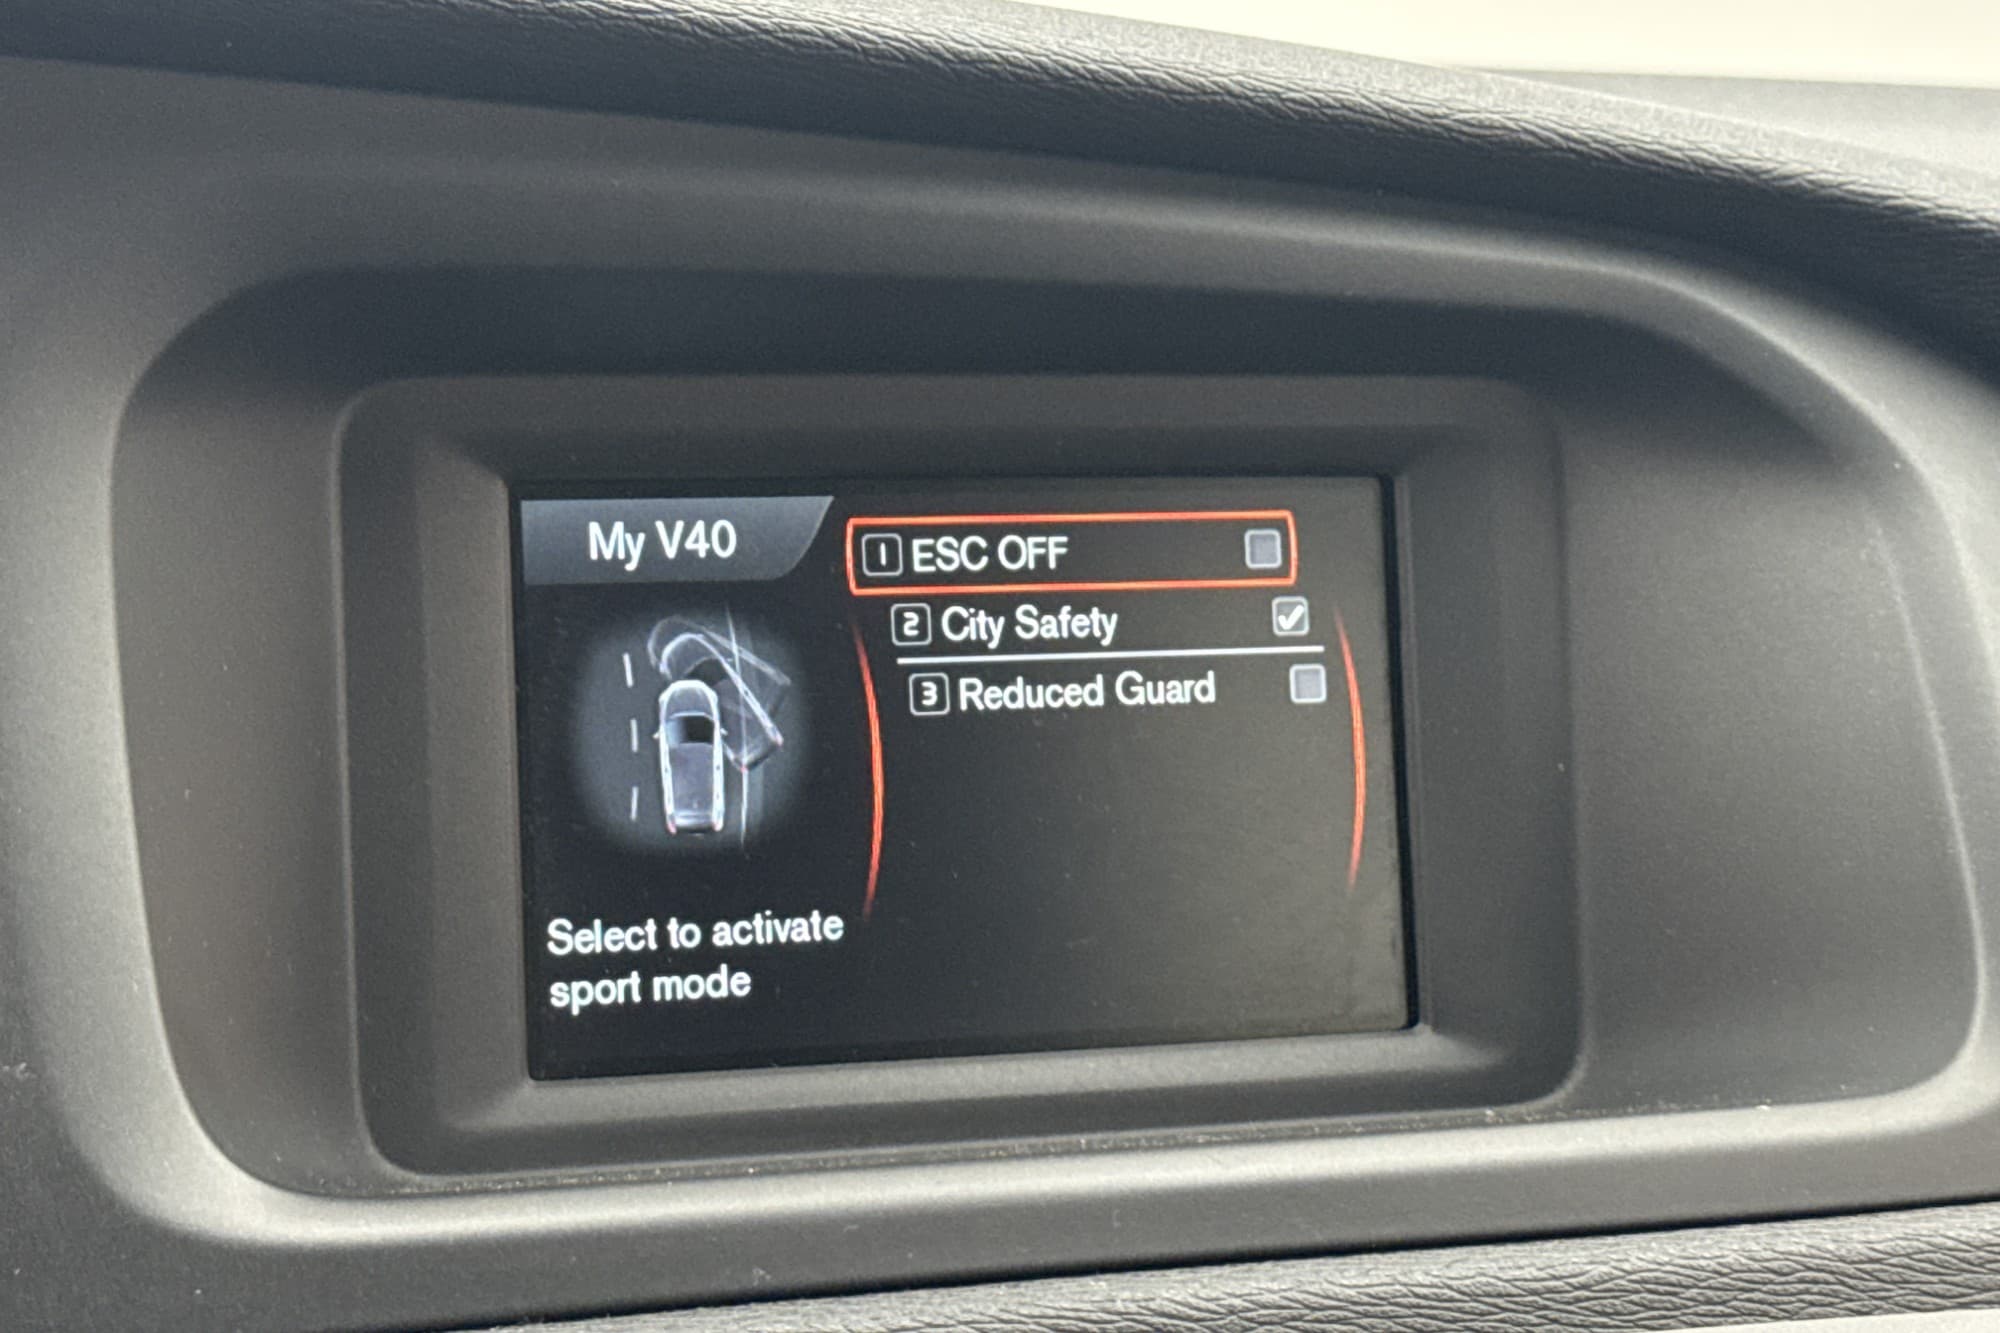 My V40
1 ESC OFF
2 City Safety
3 Reduced Guard
Select to activate
sport mode